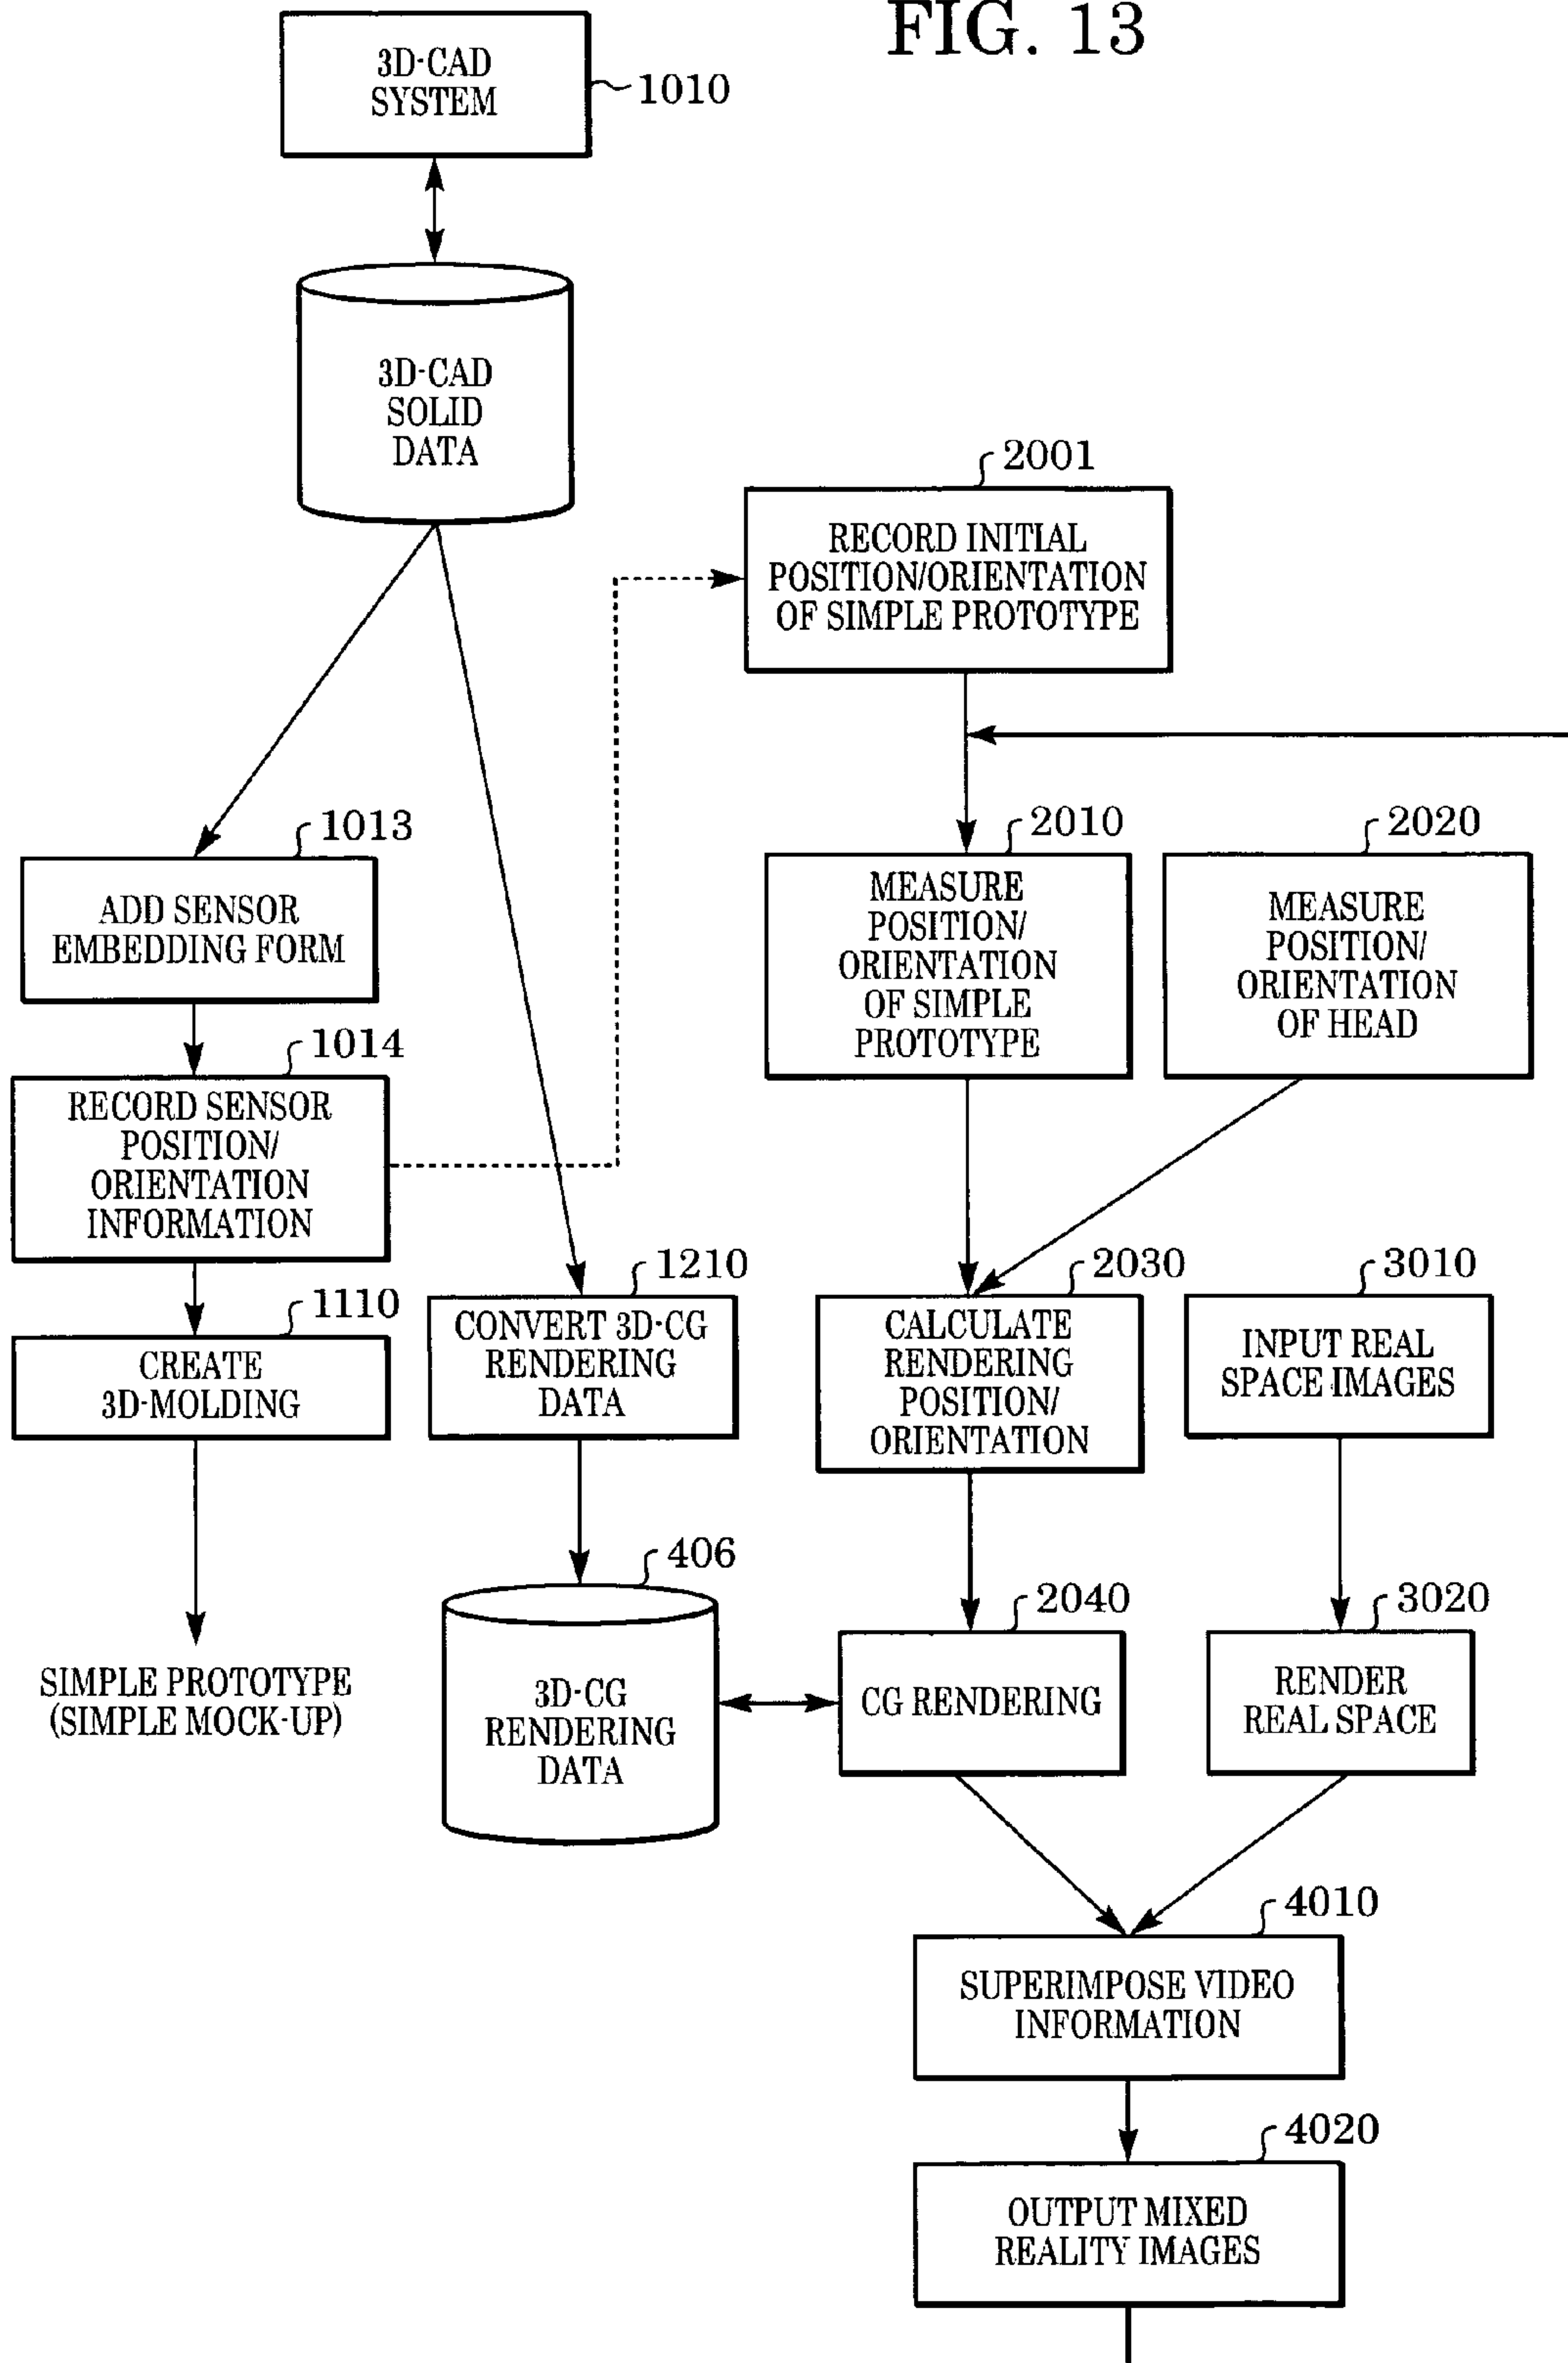 FIG. 13
3D-CAD
SYSTEM
1010
3D-CAD
SOLID
DATA
2001
RECORD INITIAL
POSITION/ORIENTATION
OF SIMPLE PROTOTYPE
1013
ADD SENSOR
EMBEDDING FORM
2010
MEASURE
POSITION/
ORIENTATION
OF SIMPLE
PROTOTYPE
2020
MEASURE
POSITION/
ORIENTATION
OF HEAD
1014
RECORD SENSOR
POSITION/
ORIENTATION
INFORMATION
1110
CREATE
3D-MOLDING
1210
CONVERT 3D-CG
RENDERING
DATA
2030
CALCULATE
RENDERING
POSITION/
ORIENTATION
3010
INPUT REAL
SPACE IMAGES
SIMPLE PROTOTYPE
(SIMPLE MOCK-UP)
406
3D-CG
RENDERING
DATA
2040
CG RENDERING
3020
RENDER
REAL SPACE
4010
SUPERIMPOSE VIDEO
INFORMATION
4020
OUTPUT MIXED
REALITY IMAGES